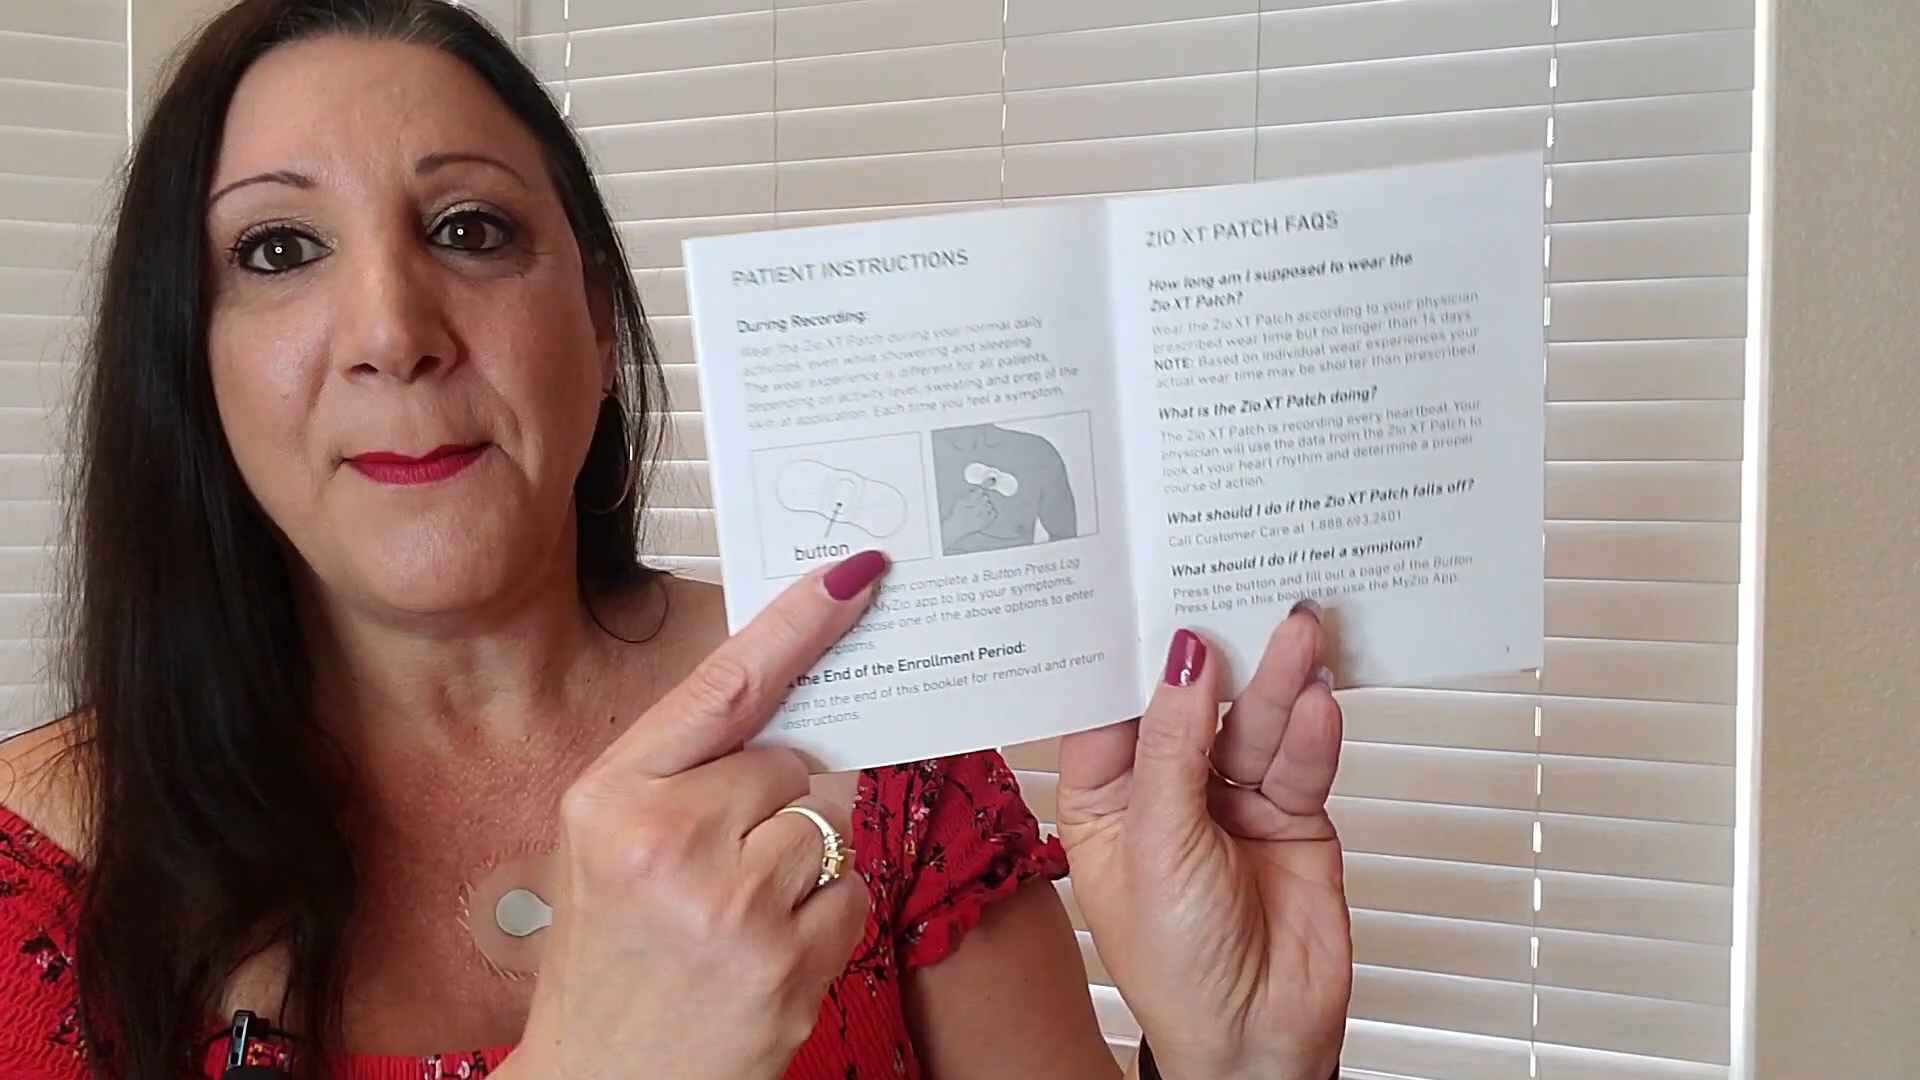 PATIENT INSTRUCTIONS
During Recording:
Wear the Zio XT Patch during your normal daily
activities, even while showering and sleeping
The wear experience is different for all patients,
depending on activity level, sweating and prep of the
skin at application. Each time you feel a symptom,
button
then complete a Button Press Log
MyZio app to log your symptoms.
choose one of the above options to enter
the End of the Enrollment Period:
Turn to the end of this booklet for removal and return
instructions.
ZIO XT PATCH FAQS
How long am I supposed to wear the
Zio XT Patch?
Wear the Zio XT Patch according to your physician
prescribed wear time but no longer than 14 days.
NOTE: Based on individual wear experiences your
actual wear time may be shorter than prescribed.
What is the Zio XT Patch doing?
The Zio XT Patch is recording every heartbeat. Your
physician will use the data from the Zio XT Patch to
look at your heart rhythm and determine a proper
course of action.
What should I do if the Zio XT Patch falls off?
Call Customer Care at 1.888.693.2401
What should I do if I feel a symptom?
Press the button and fill out a page of the Button
Press Log in this booklet or use the MyZio App.
3